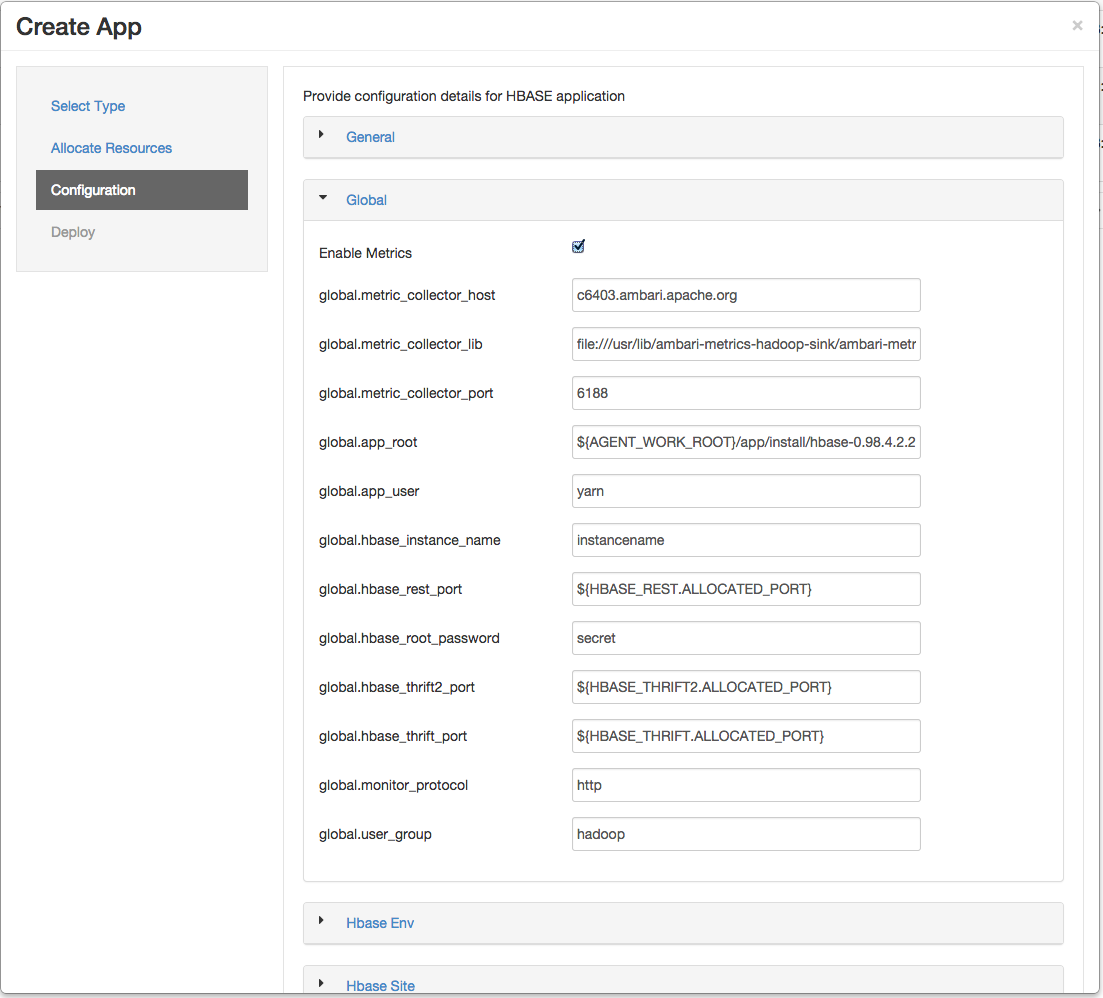 Create App
×
Select Type
Allocate Resources
Configuration
Deploy
Provide configuration details for HBASE application
General
Global
Enable Metrics
global.metric_collector_host c6403.ambari.apache.org
global.metric_collector_lib file:///usr/lib/ambari-metrics-hadoop-sink/ambari-metr
global.metric_collector_port 6188
global.app_root ${AGENT_WORK_ROOT}/app/install/hbase-0.98.4.2.2
global.app_user yarn
global.hbase_instance_name instancename
global.hbase_rest_port ${HBASE_REST.ALLOCATED_PORT}
global.hbase_root_password secret
global.hbase_thrift2_port ${HBASE_THRIFT2.ALLOCATED_PORT}
global.hbase_thrift_port ${HBASE_THRIFT.ALLOCATED_PORT}
global.monitor_protocol http
global.user_group hadoop
Hbase Env
Hbase Site